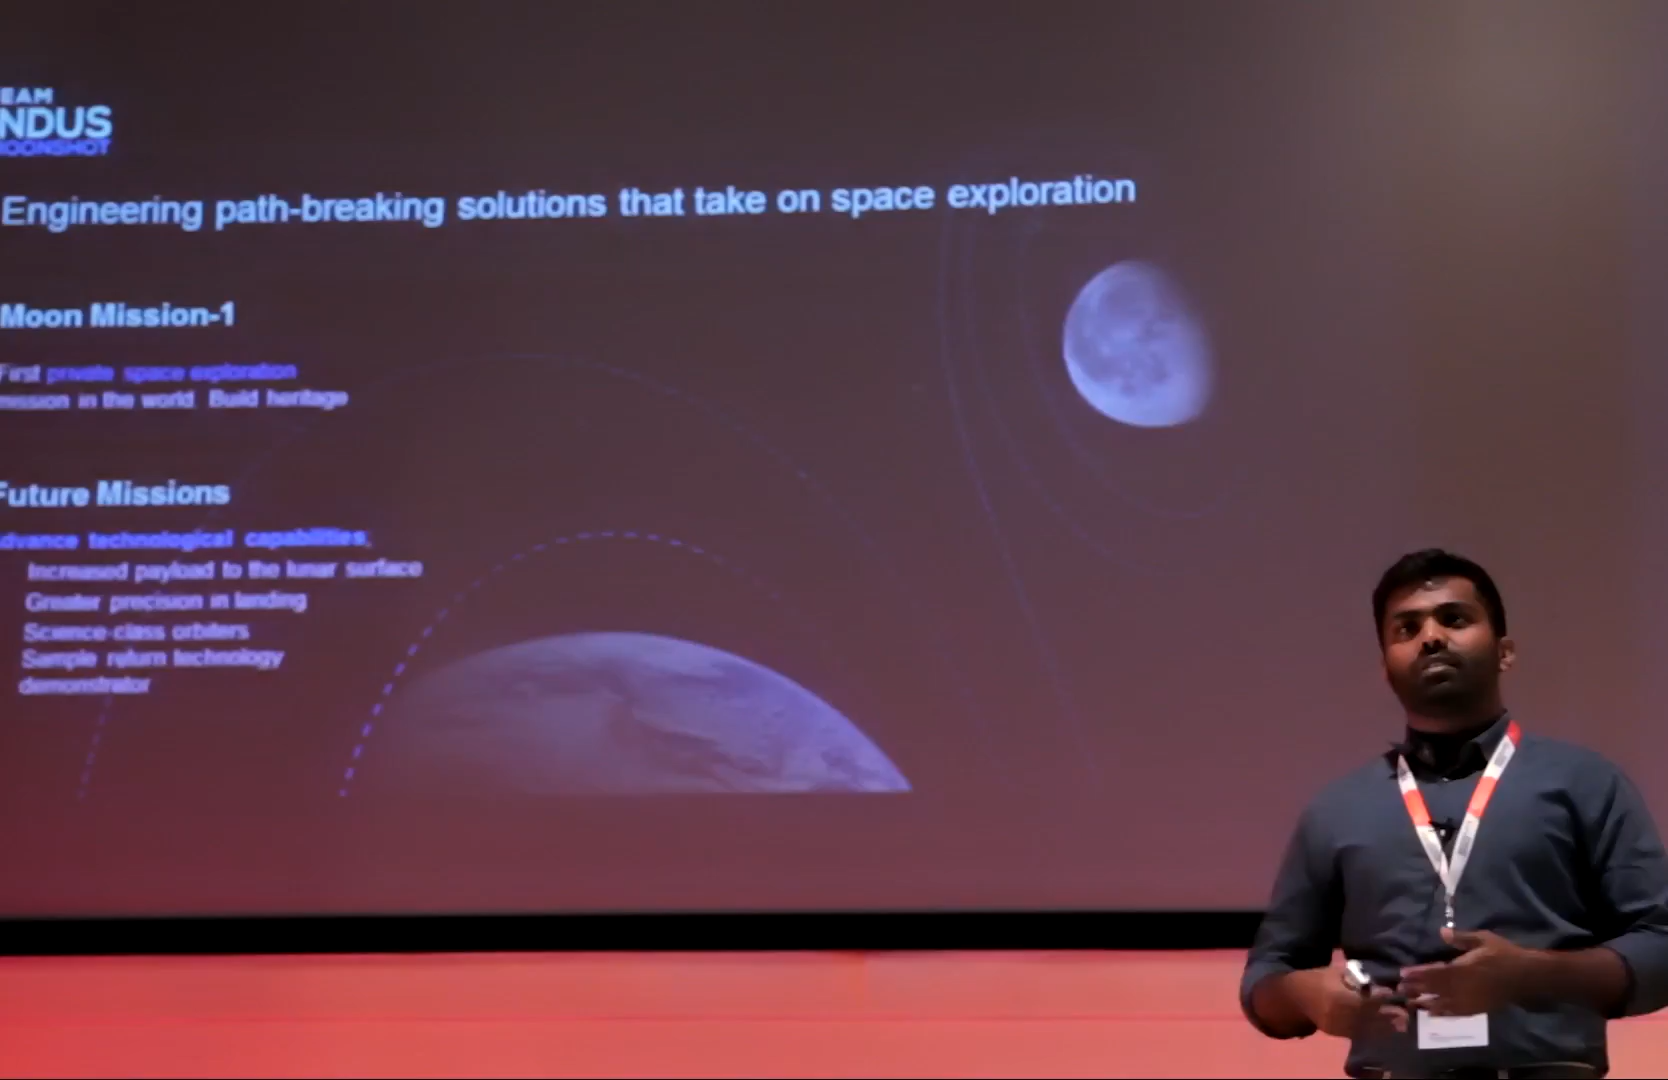 EAM
NDUS
OONSHOT
Engineering path-breaking solutions that take on space exploration
Moon Mission-1
First private space exploration
mission in the world. Build heritage
Future Missions
dvance technological capabilities,
Increased payload to the lunar surface
Greater precision in landing
Science-class orbiters
Sample return technology
demonstrator